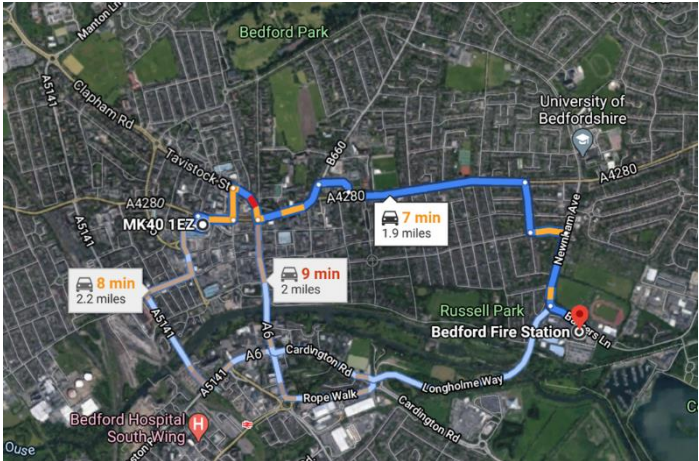 Manton Ln
Bedford Park
A5141
Clapham Rd
University of
Bedfordshire
B660
Tavistock St
A4280
A4280
A4280
MK40 1EZ
7 min
1.9 miles
Newnham Ave
A5141
8 min
2.2 miles
9 min
2 miles
Russell Park
Bedford Fire Station
Ln
A5141
A6
A6
Cardington Rd
A5141
Rope Walk
Longholme Way
Cardington Rd
Bedford Hospital
South Wing
Ouse